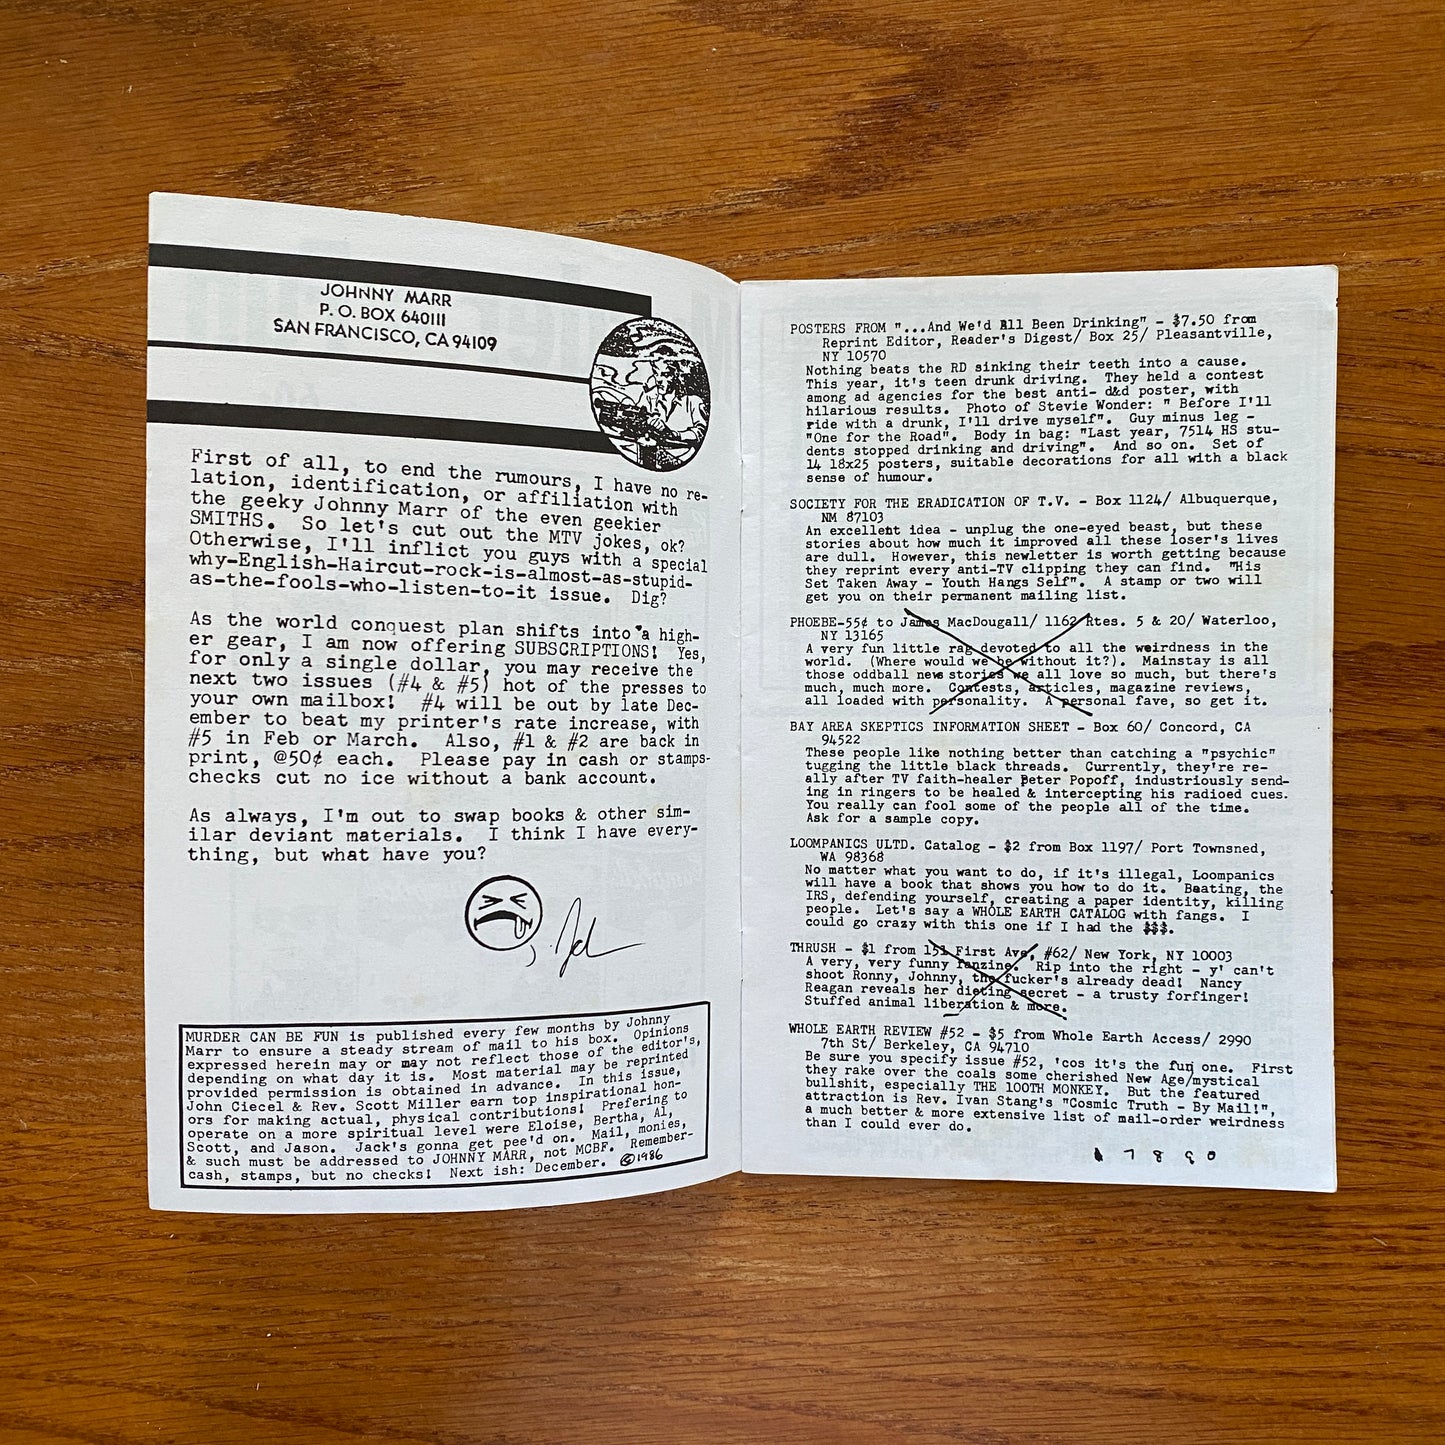 JOHNNY MARR
P. O. BOX 640111
SAN FRANCISCO, CA 94109
First of all, to end the rumours, I have no re-
lation, identification, or affiliation with
the geeky Johnny Marr of the even geekier
SMITHS. So let's cut out the MTV jokes, ok?
Otherwise, I'll inflict you guys with a special
why-English-Haircut-rock-is-almost-as-stupid-
as-the-fools-who-listen-to-it issue. Dig?
As the world conquest plan shifts into a high-
er gear, I am now offering SUBSCRIPTIONS! Yes,
for only a single dollar, you may receive the
next two issues (#4 & #5) hot of the presses to
your own mailbox! #4 will be out by late Dec-
ember to beat my printer's rate increase, with
#5 in Feb or March. Also, #1 & #2 are back in
print, @50¢ each. Please pay in cash or stamps-
checks cut no ice without a bank account.
As always, I'm out to swap books & other sim-
ilar deviant materials. I think I have every-
thing, but what have you?
MURDER CAN BE FUN is published every few months by Johnny
Marr to ensure a steady stream of mail to his box. Opinions
expressed herein may or may not reflect those of the editor's,
depending on what day it is. Most material may be reprinted
provided permission is obtained in advance. In this issue,
John Ciecel & Rev. Scott Miller earn top inspirational hon-
ors for making actual, physical contributions! Prefering to
operate on a more spiritual level were Eloise, Bertha, Al,
Scott, and Jason. Jack's gonna get pee'd on. Mail, monies,
& such must be addressed to JOHNNY MARR, not MCBF. Remember-
cash, stamps, but no checks! Next ish: December. ©1986
POSTERS FROM "...And We'd All Been Drinking" - $7.50 from
Reprint Editor, Reader's Digest/ Box 25/ Pleasantville,
NY 10570
Nothing beats the RD sinking their teeth into a cause.
This year, it's teen drunk driving. They held a contest
among ad agencies for the best anti- d&d poster, with
hilarious results. Photo of Stevie Wonder: " Before I'll
ride with a drunk, I'll drive myself". Guy minus leg -
"One for the Road". Body in bag: "Last year, 7514 HS stu-
dents stopped drinking and driving". And so on. Set of
14 18x25 posters, suitable decorations for all with a black
sense of humour.
SOCIETY FOR THE ERADICATION OF T.V. - Box 1124/ Albuquerque,
NM 87103
An excellent idea - unplug the one-eyed beast, but these
stories about how much it improved all these loser's lives
are dull. However, this newletter is worth getting because
they reprint every anti-TV clipping they can find. "His
Set Taken Away - Youth Hangs Self". A stamp or two will
get you on their permanent mailing list.
PHOEBE-55¢ to James MacDougall/ 1162 Rtes. 5 & 20/ Waterloo,
NY 13165
A very fun little rag devoted to all the weirdness in the
world. (Where would we be without it?). Mainstay is all
those oddball news stories we all love so much, but there's
much, much more. Contests, articles, magazine reviews,
all loaded with personality. A personal fave, so get it.
BAY AREA SKEPTICS INFORMATION SHEET - Box 60/ Concord, CA
94522
These people like nothing better than catching a "psychic"
tugging the little black threads. Currently, they're re-
ally after TV faith-healer Peter Popoff, industriously send-
ing in ringers to be healed & intercepting his radioed cues.
You really can fool some of the people all of the time.
Ask for a sample copy.
LOOMPANICS ULTD. Catalog - $2 from Box 1197/ Port Townsned,
WA 98368
No matter what you want to do, if it's illegal, Loompanics
will have a book that shows you how to do it. Beating, the
IRS, defending yourself, creating a paper identity, killing
people. Let's say a WHOLE EARTH CATALOG with fangs. I
could go crazy with this one if I had the $$$.
THRUSH - $1 from 151 First Ave, #62/ New York, NY 10003
A very, very funny fanzine. Rip into the right - y' can't
shoot Ronny, Johnny, the fucker's already dead! Nancy
Reagan reveals her dieting secret - a trusty forfinger!
Stuffed animal liberation & more.
WHOLE EARTH REVIEW #52 - $5 from Whole Earth Access/ 2990
7th St/ Berkeley, CA 94710
Be sure you specify issue #52, 'cos it's the fun one. First
they rake over the coals some cherished New Age/mystical
bullshit, especially THE 100TH MONKEY. But the featured
attraction is Rev. Ivan Stang's "Cosmic Truth - By Mail!",
a much better & more extensive list of mail-order weirdness
than I could ever do.
7 8 9 0